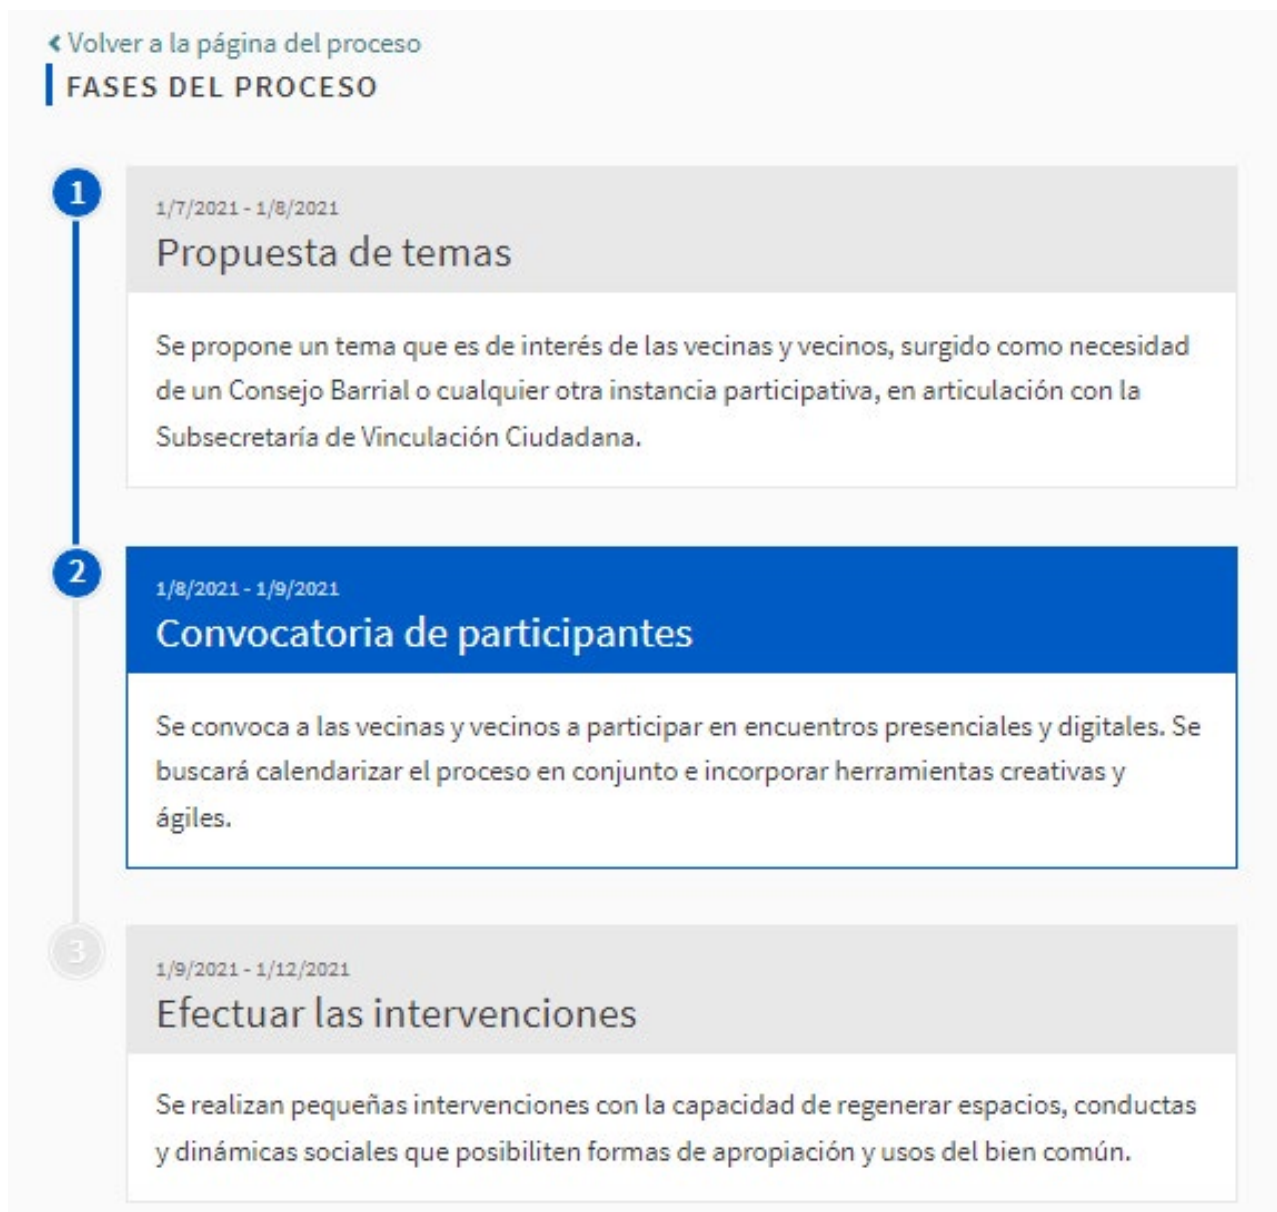 Volver a la página del proceso
FASES DEL PROCESO
1
1/7/2021 - 1/8/2021
Propuesta de temas
Se propone un tema que es de interés de las vecinas y vecinos, surgido como necesidad
de un Consejo Barrial o cualquier otra instancia participativa, en articulación con la
Subsecretaría de Vinculación Ciudadana.
2
1/8/2021 - 1/9/2021
Convocatoria de participantes
Se convoca a las vecinas y vecinos a participar en encuentros presenciales y digitales. Se
buscará calendarizar el proceso en conjunto e incorporar herramientas creativas y
ágiles.
3
1/9/2021 - 1/12/2021
Efectuar las intervenciones
Se realizan pequeñas intervenciones con la capacidad de regenerar espacios, conductas
y dinámicas sociales que posibiliten formas de apropiación y usos del bien común.